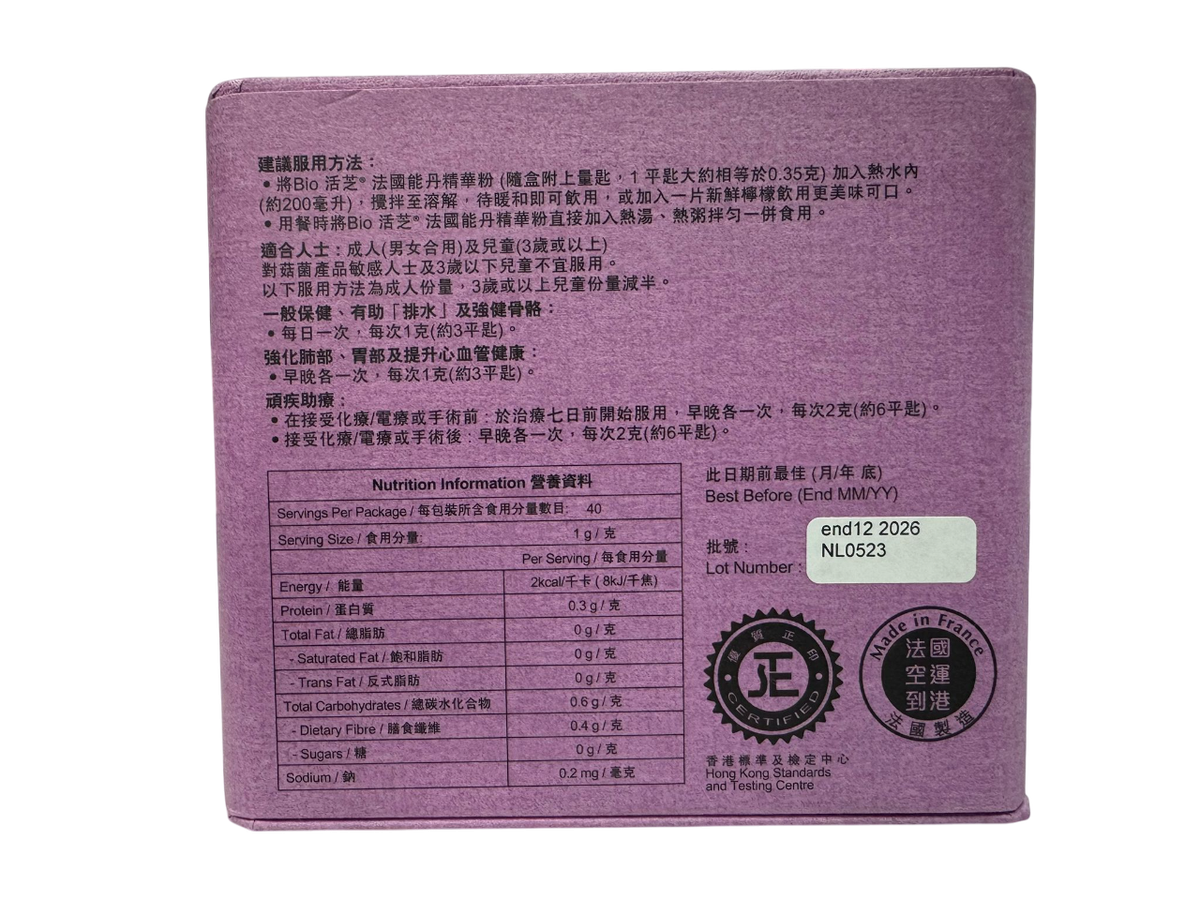 建議服用方法：
• 將Bio 活芝® 法國能丹精華粉 (隨盒附上量匙，1 平匙大約相等於0.35克) 加入熱水內
(約200毫升)，攪拌至溶解，待暖和即可飲用，或加入一片新鮮檸檬飲用更美味可口。
• 用餐時將Bio 活芝® 法國能丹精華粉直接加入熱湯、熱粥拌勻一併食用。
適合人士：成人(男女合用)及兒童(3歲或以上)
對菇菌產品敏感人士及3歲以下兒童不宜服用。
以下服用方法為成人份量，3歲或以上兒童份量減半。
一般保健、有助「排水」及強健骨骼：
• 每日一次，每次1克(約3平匙)。
強化肺部、胃部及提升心血管健康：
• 早晚各一次，每次1克(約3平匙)。
頑疾助療：
• 在接受化療/電療或手術前：於治療七日前開始服用，早晚各一次，每次2克(約6平匙)。
• 接受化療/電療或手術後：早晚各一次，每次2克(約6平匙)。
Nutrition Information 營養資料
Servings Per Package / 每包裝所含食用分量數目: 40
Serving Size / 食用分量: 1 g / 克
Per Serving / 每食用分量
Energy / 能量 2kcal/千卡 ( 8kJ/千焦)
Protein / 蛋白質 0.3 g / 克
Total Fat / 總脂肪 0 g / 克
- Saturated Fat / 飽和脂肪 0 g / 克
- Trans Fat / 反式脂肪 0 g / 克
Total Carbohydrates / 總碳水化合物 0.6 g / 克
- Dietary Fibre / 膳食纖維 0.4 g / 克
- Sugars / 糖 0 g / 克
Sodium / 鈉 0.2 mg / 毫克
此日期前最佳 (月/年 底)
Best Before (End MM/YY)
end12 2026
批號：
NL0523
Lot Number :
優質正印
正
CERTIFIED
香港標準及檢定中心
Hong Kong Standards
and Testing Centre
Made in France
法國
空運
到港
法國製造